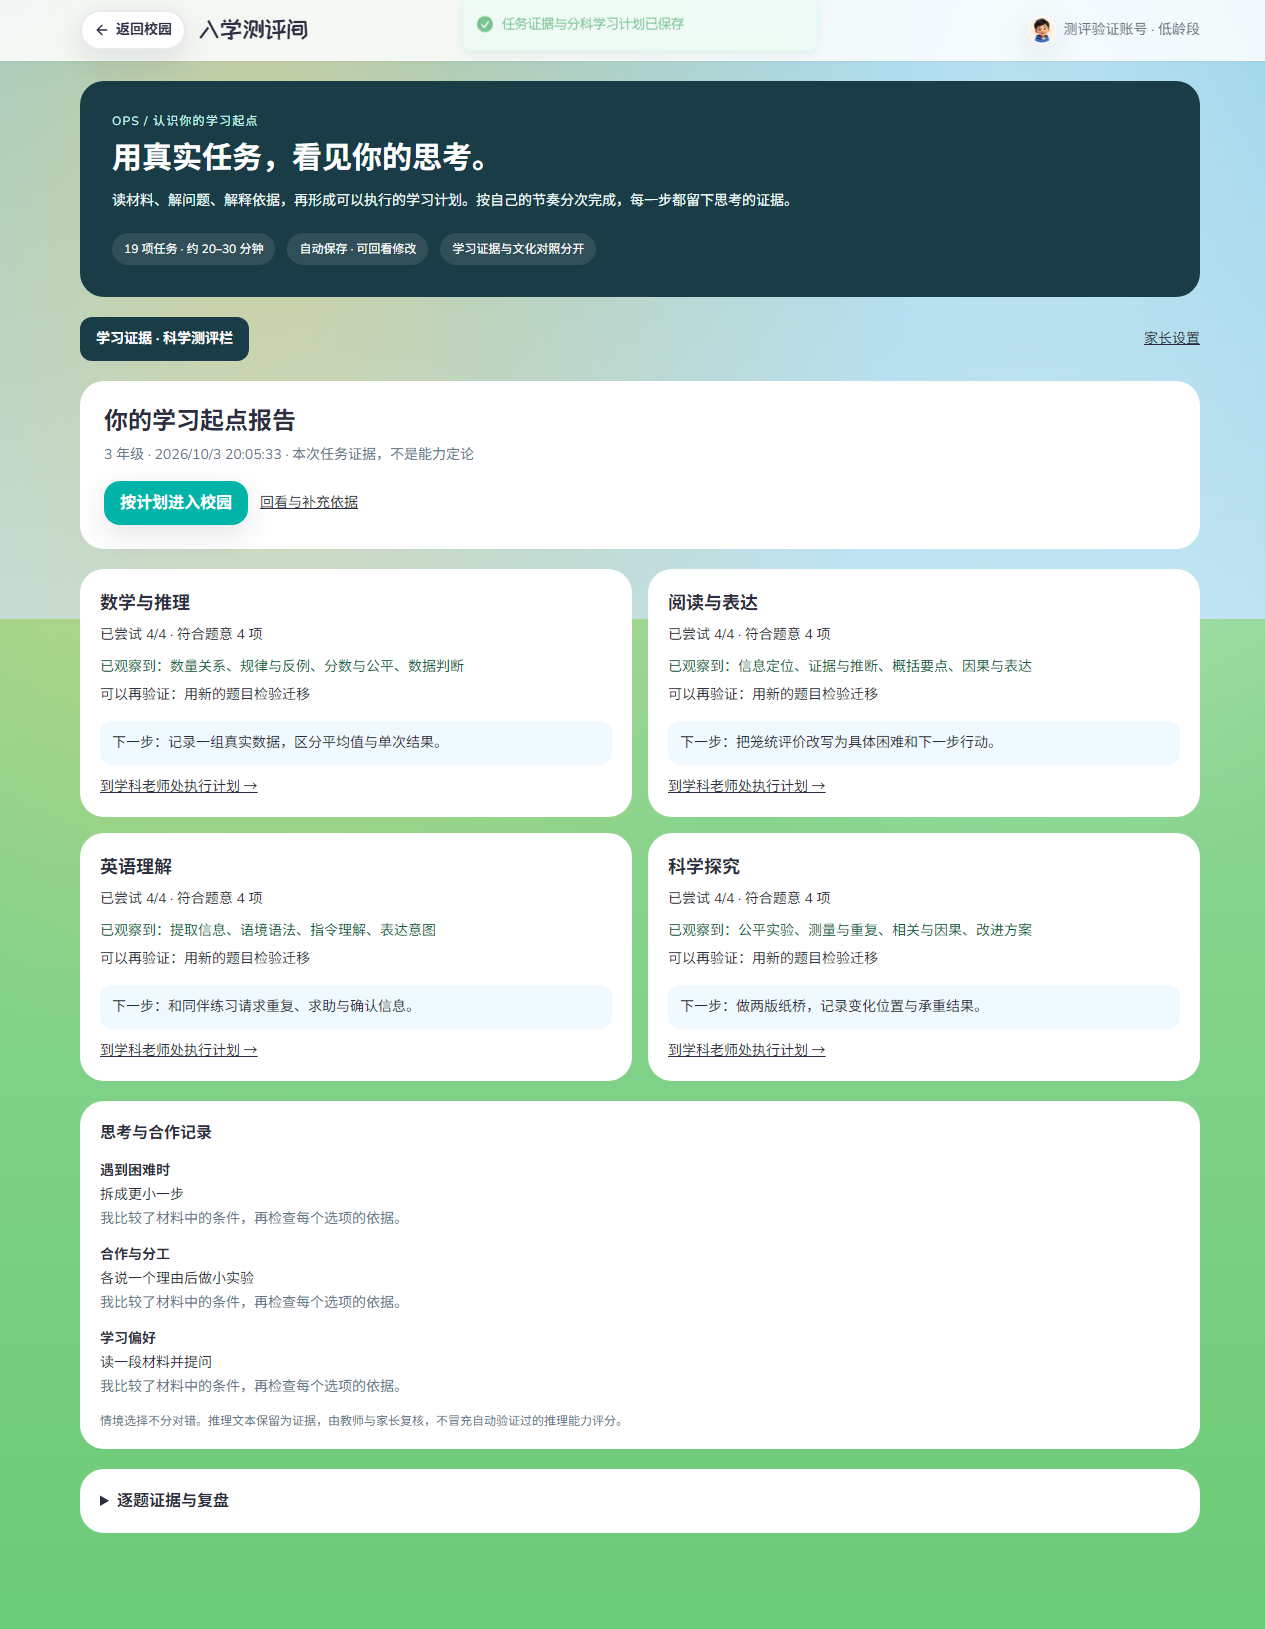 返回校园
入学测评间
任务证据与分科学习计划已保存
测评验证账号 · 低龄段
OPS / 认识你的学习起点
用真实任务，看见你的思考。
读材料、解问题、解释依据，再形成可以执行的学习计划。按自己的节奏分次完成，每一步都留下思考的证据。
19 项任务 · 约 20–30 分钟
自动保存 · 可回看修改
学习证据与文化对照分开
学习证据 · 科学测评栏
家长设置
你的学习起点报告
3 年级 · 2026/10/3 20:05:33 · 本次任务证据，不是能力定论
按计划进入校园
回看与补充依据
数学与推理
已尝试 4/4 · 符合题意 4 项
已观察到：数量关系、规律与反例、分数与公平、数据判断
可以再验证：用新的题目检验迁移
下一步：记录一组真实数据，区分平均值与单次结果。
到学科老师处执行计划 →
阅读与表达
已尝试 4/4 · 符合题意 4 项
已观察到：信息定位、证据与推断、概括要点、因果与表达
可以再验证：用新的题目检验迁移
下一步：把笼统评价改写为具体困难和下一步行动。
到学科老师处执行计划 →
英语理解
已尝试 4/4 · 符合题意 4 项
已观察到：提取信息、语境语法、指令理解、表达意图
可以再验证：用新的题目检验迁移
下一步：和同伴练习请求重复、求助与确认信息。
到学科老师处执行计划 →
科学探究
已尝试 4/4 · 符合题意 4 项
已观察到：公平实验、测量与重复、相关与因果、改进方案
可以再验证：用新的题目检验迁移
下一步：做两版纸桥，记录变化位置与承重结果。
到学科老师处执行计划 →
思考与合作记录
遇到困难时
拆成更小一步
我比较了材料中的条件，再检查每个选项的依据。
合作与分工
各说一个理由后做小实验
我比较了材料中的条件，再检查每个选项的依据。
学习偏好
读一段材料并提问
我比较了材料中的条件，再检查每个选项的依据。
情境选择不分对错。推理文本保留为证据，由教师与家长复核，不冒充自动验证过的推理能力评分。
逐题证据与复盘